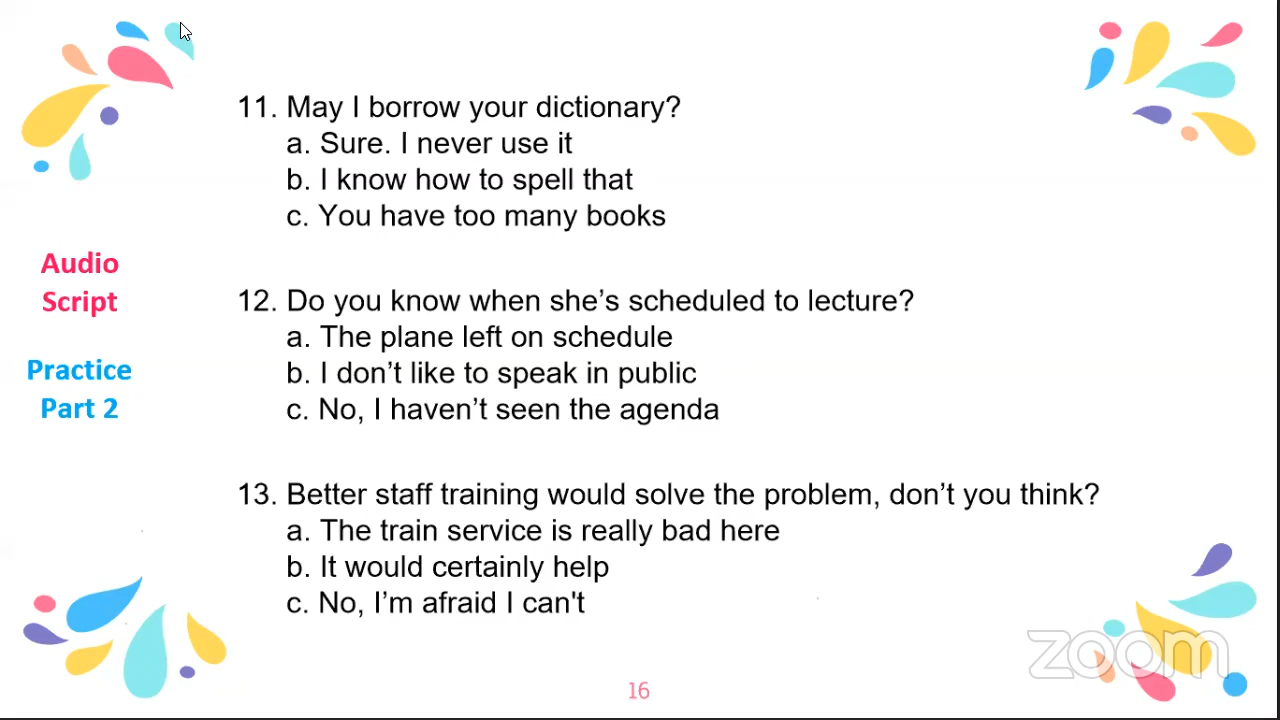 11. May I borrow your dictionary?
a. Sure. I never use it
b. I know how to spell that
c. You have too many books
Audio
Script
Practice
Part 2
12. Do you know when she’s scheduled to lecture?
a. The plane left on schedule
b. I don’t like to speak in public
c. No, I haven’t seen the agenda
13. Better staff training would solve the problem, don’t you think?
a. The train service is really bad here
b. It would certainly help
c. No, I’m afraid I can't
zoom
16